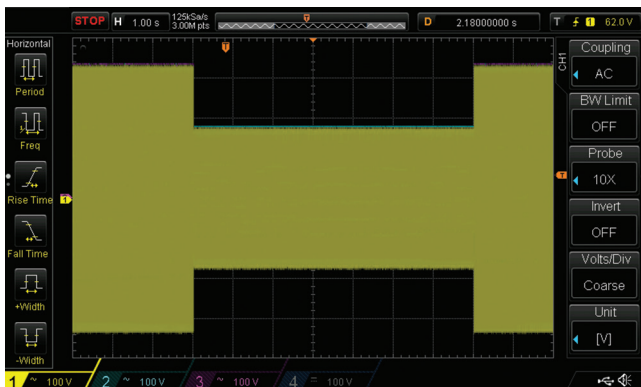 STOP H 1.00 s 125kSa/s 3.00M pts T D 2.18000000 s T 1 62.0 V
Horizontal
Period
Freq
Rise Time
Fall Time
+Width
-Width
T
1
T
CH1
Coupling
AC
BW Limit
OFF
Probe
10X
Invert
OFF
Volts/Div
Coarse
Unit
[V]
1 ~ 100 V 2 ~ 100 V 3 ~ 100 V 4 = 100 V